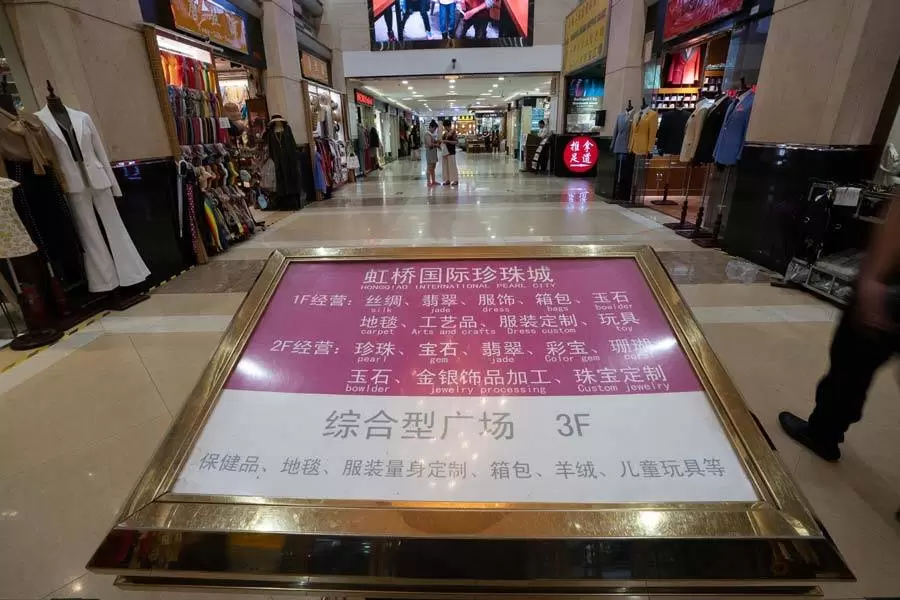 推拿
足道
虹桥国际珍珠城
HONGQIAO INTERNATIONAL PEARL CITY
1F经营：丝绸、翡翠、服饰、箱包、玉石
silk jade dress bags bowlder
地毯、工艺品、服装定制、玩具
carpet Arts and crafts Dress custom toy
2F经营：珍珠、宝石、翡翠、彩宝、珊瑚
pearl gem jade Color gem
玉石、金银饰品加工、珠宝定制
bowlder jewelry processing Custom jewelry
综合型广场 3F
保健品、地毯、服装量身定制、箱包、羊绒、儿童玩具等